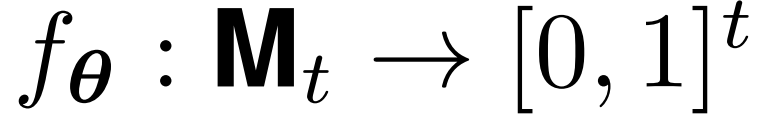 f_θ : M_t → [0, 1]^t